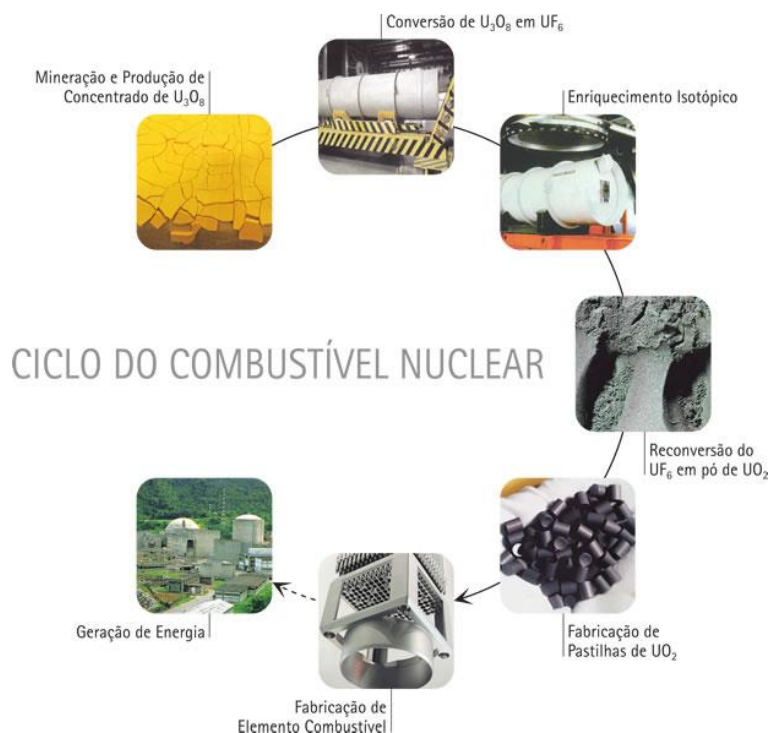 Conversão de U₃O₈ em UF₆
Mineração e Produção de
Concentrado de U₃O₈
Enriquecimento Isotópico
CICLO DO COMBUSTÍVEL NUCLEAR
Reconversão do
UF₆ em pó de UO₂
Geração de Energia
Fabricação de
Pastilhas de UO₂
Fabricação de
Elemento Combustível